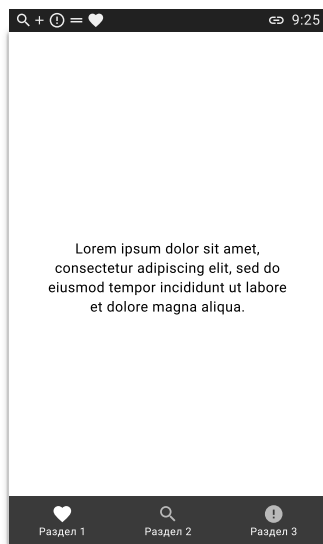 9:25
Lorem ipsum dolor sit amet,
consectetur adipiscing elit, sed do
eiusmod tempor incididunt ut labore
et dolore magna aliqua.
Раздел 1 Раздел 2 Раздел 3